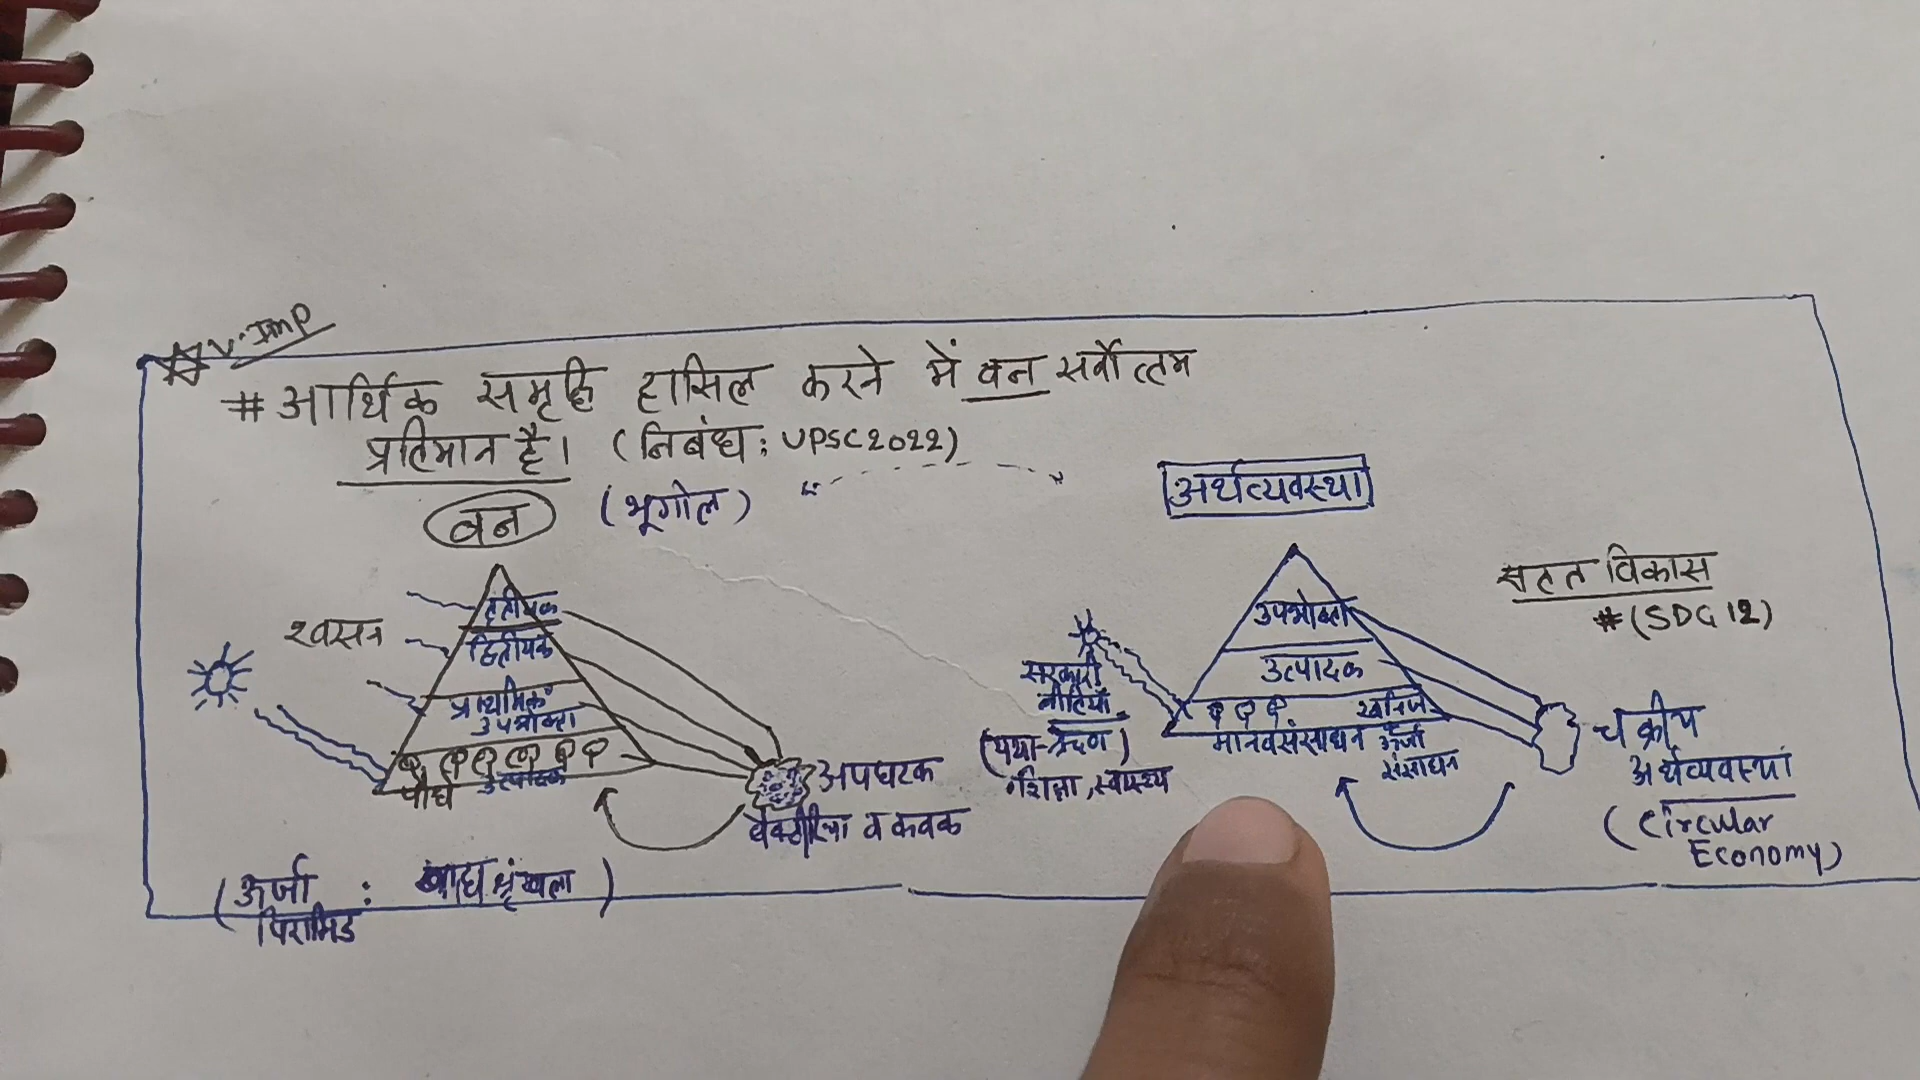 V. Imp
# आर्थिक समृद्धि हासिल करने में वन सर्वोत्तम
प्रतिमान है। (निबंध: UPSC 2022)
वन (भूगोल)
तृतीयक
द्वितीयक
प्राथमिक
उपभोक्ता
उत्पादक
पौधे
श्वसन
अपघटक
बैक्टीरिया व कवक
(ऊर्जा : खाद्य श्रृंखला)
पिरामिड
अर्थव्यवस्था
उपभोक्ता
उत्पादक
खनिज
मानव संसाधन ऊर्जा
संसाधन
सरकारी
नीतियाँ
(यथा-ऋण)
शिक्षा, स्वास्थ्य
सतत विकास
# (SDG 12)
चक्रीय
अर्थव्यवस्था
(Circular
Economy)